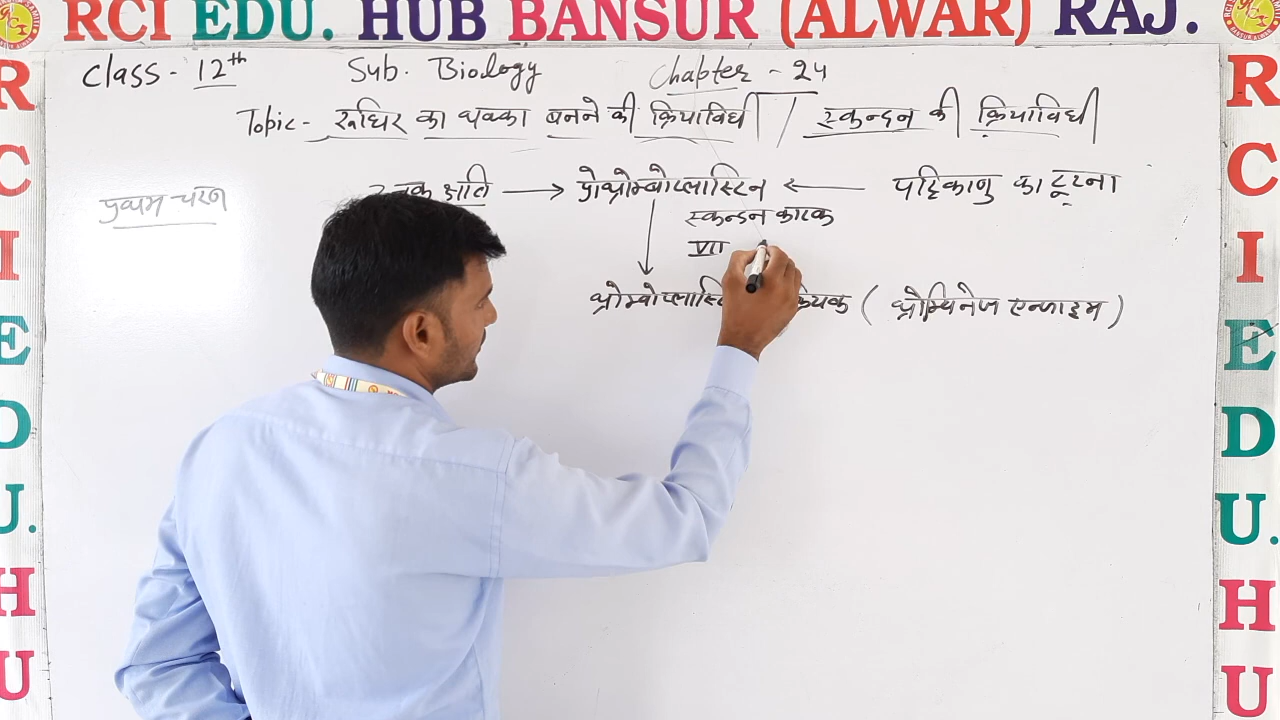 RCI EDU. HUB BANSUR (ALWAR) RAJ.
Class - 12th Sub. Biology Chapter - 24
Topic - रूधिर का थक्का बनने की क्रियाविधी / स्कन्दन की क्रियाविधी
प्रथम चरण
क्षति → प्रोथ्रोम्बोप्लास्टिन ← पट्टिकाणु का टूटना
स्कन्दन कारक
VII
थ्रोम्बोप्लास्टि (थ्रोम्बिनेज एन्जाइम)
R C I E D U. H U
R C I E D U. H U